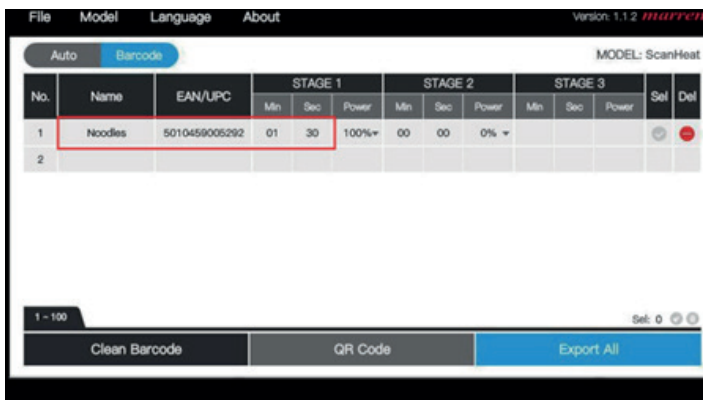 File Model Language About Version: 1.1.2 marren
Auto Barcode MODEL: ScanHeat
No. Name EAN/UPC STAGE 1 STAGE 2 STAGE 3 Sel Del
Min Sec Power Min Sec Power Min Sec Power
1 Noodles 5010459005292 01 30 100% 00 00 0%
2
1 ~ 100 Sel: 0
Clean Barcode QR Code Export All